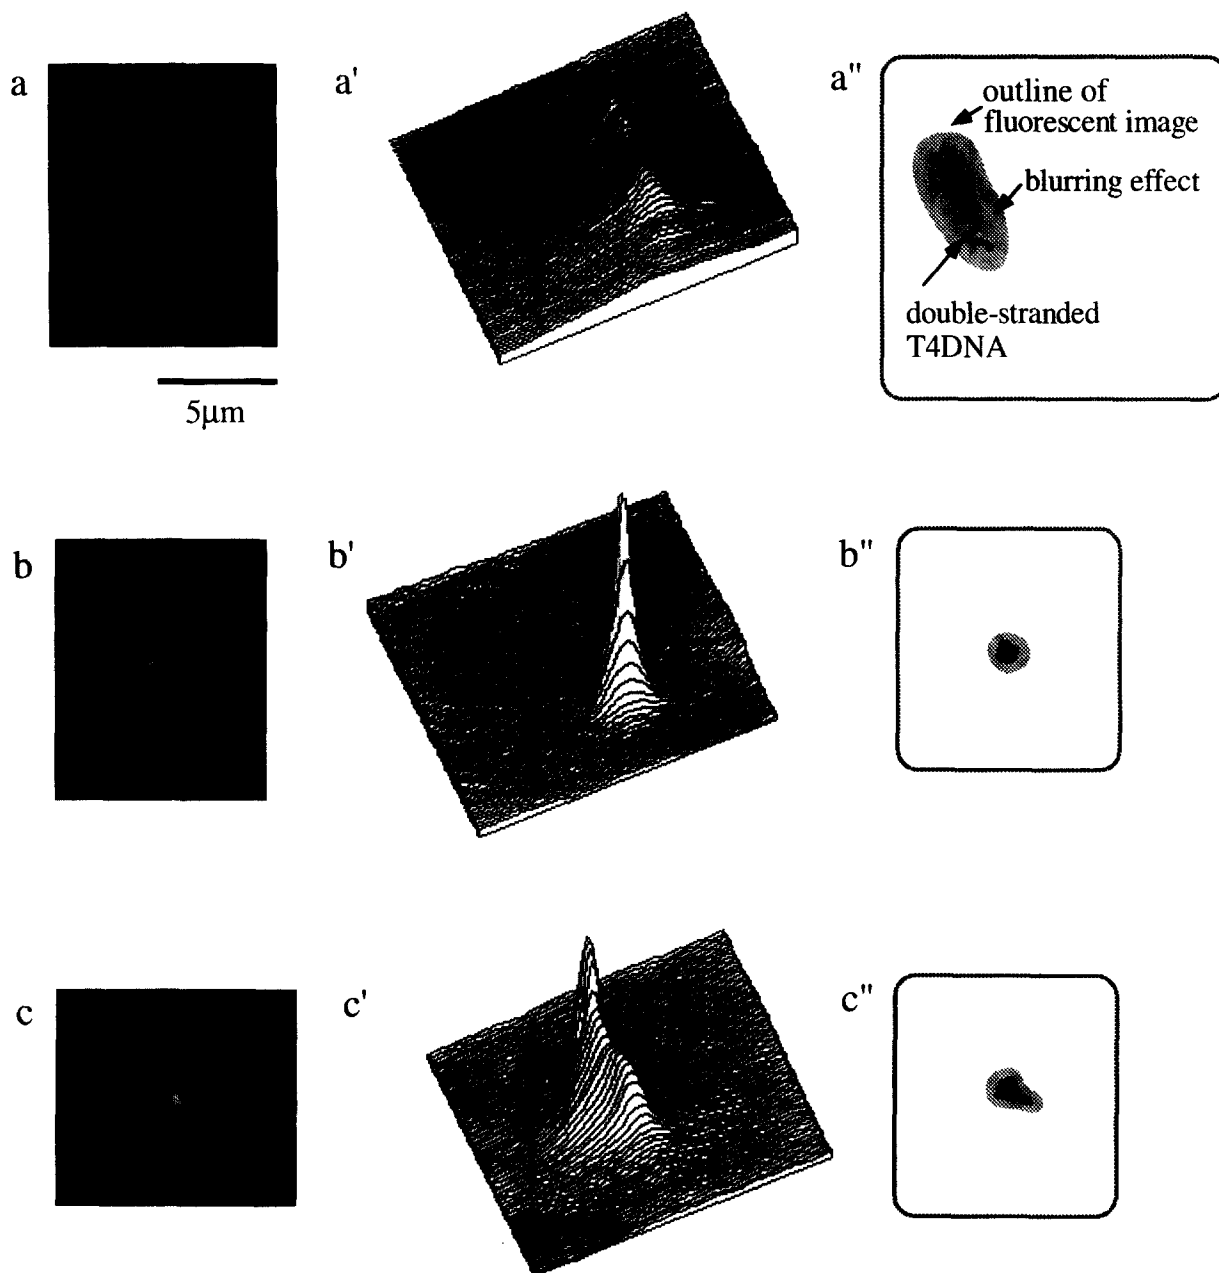 a
a'
a"
outline of
fluorescent image
blurring effect
double-stranded
T4DNA
5μm
b
b'
b"
c
c'
c"